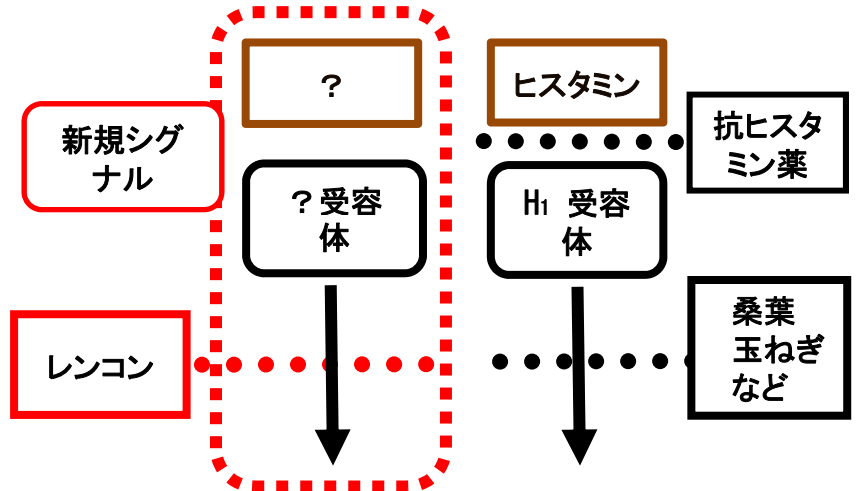 ？
ヒスタミン
新規シグ
ナル
抗ヒスタ
ミン薬
？受容
体
H1 受容
体
レンコン
桑葉
玉ねぎ
など